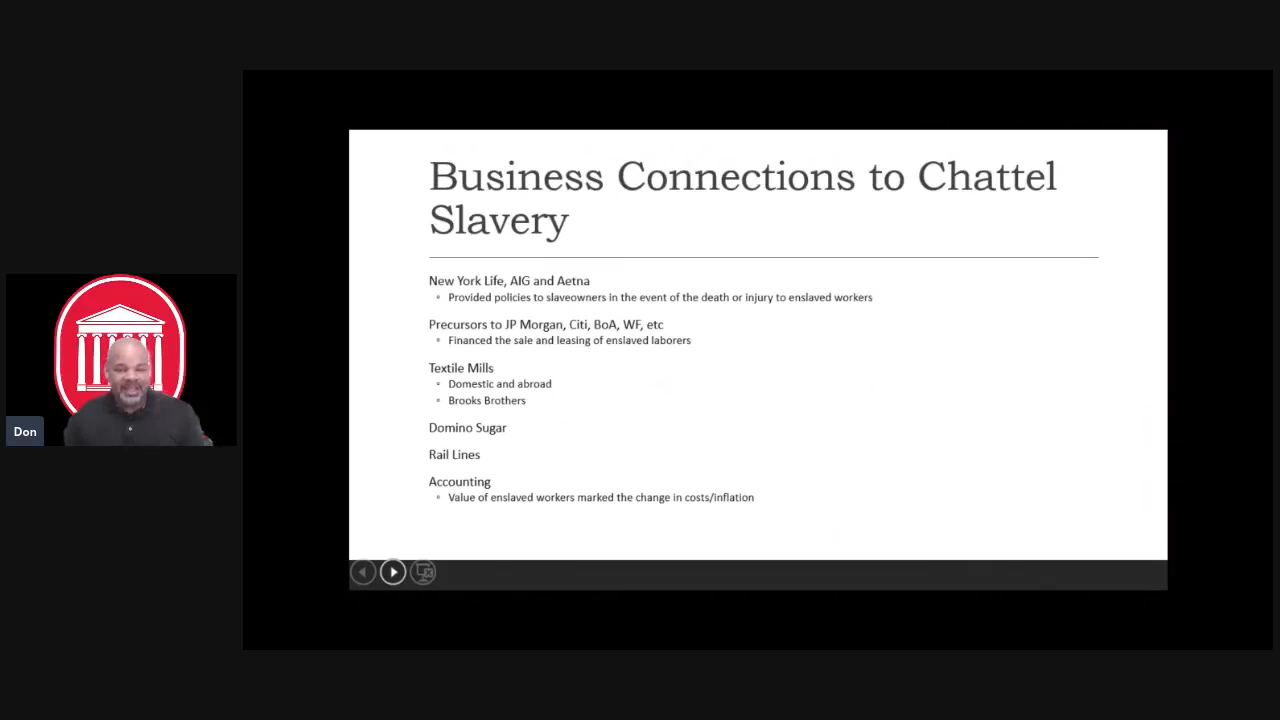 Business Connections to Chattel
Slavery
New York Life, AIG and Aetna
▫ Provided policies to slaveowners in the event of the death or injury to enslaved workers
Precursors to JP Morgan, Citi, BoA, WF, etc
▫ Financed the sale and leasing of enslaved laborers
Textile Mills
▫ Domestic and abroad
▫ Brooks Brothers
Domino Sugar
Rail Lines
Accounting
▫ Value of enslaved workers marked the change in costs/inflation
Don